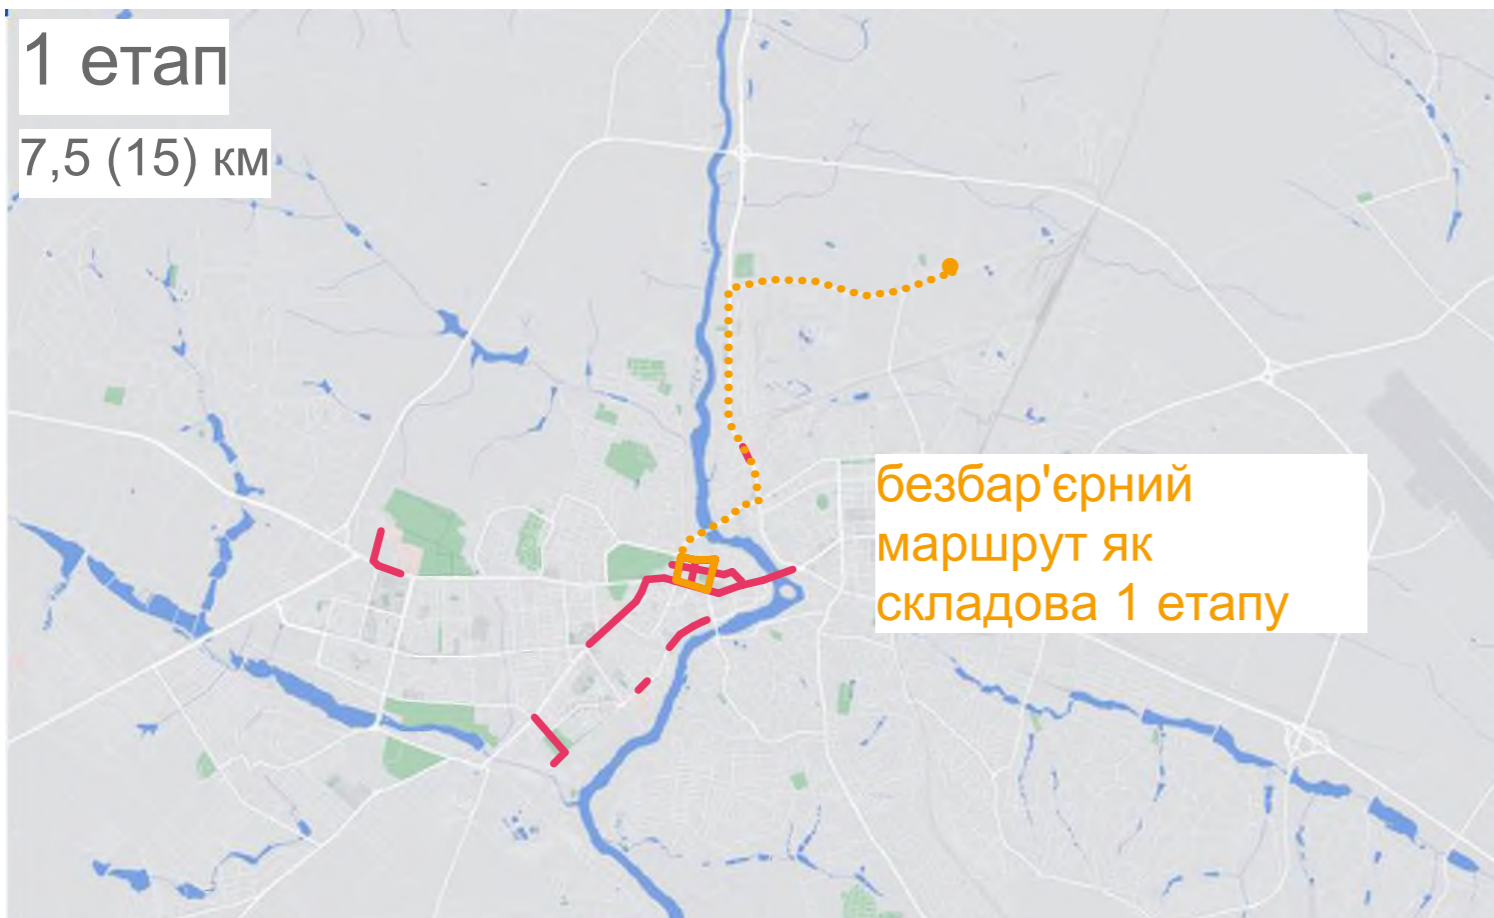 1 етап
7,5 (15) км
безбар'єрний
маршрут як
складова 1 етапу